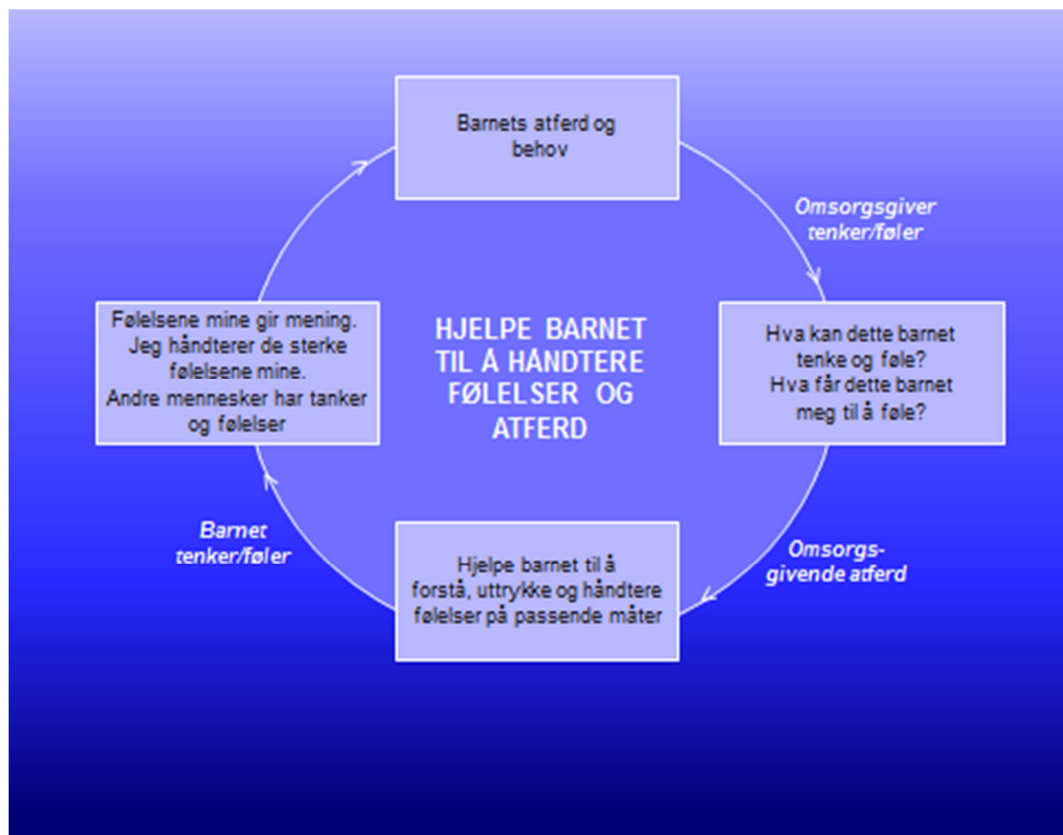 Barnets atferd og
behov
Omsorgsgiver
tenker/føler
Hva kan dette barnet
tenke og føle?
Hva får dette barnet
meg til å føle?
Omsorgs-
givende atferd
Hjelpe barnet til å
forstå, uttrykke og håndtere
følelser på passende måter
Barnet
tenker/føler
Følelsene mine gir mening.
Jeg håndterer de sterke
følelsene mine.
Andre mennesker har tanker
og følelser
HJELPE BARNET
TIL Å HÅNDTERE
FØLELSER OG
ATFERD